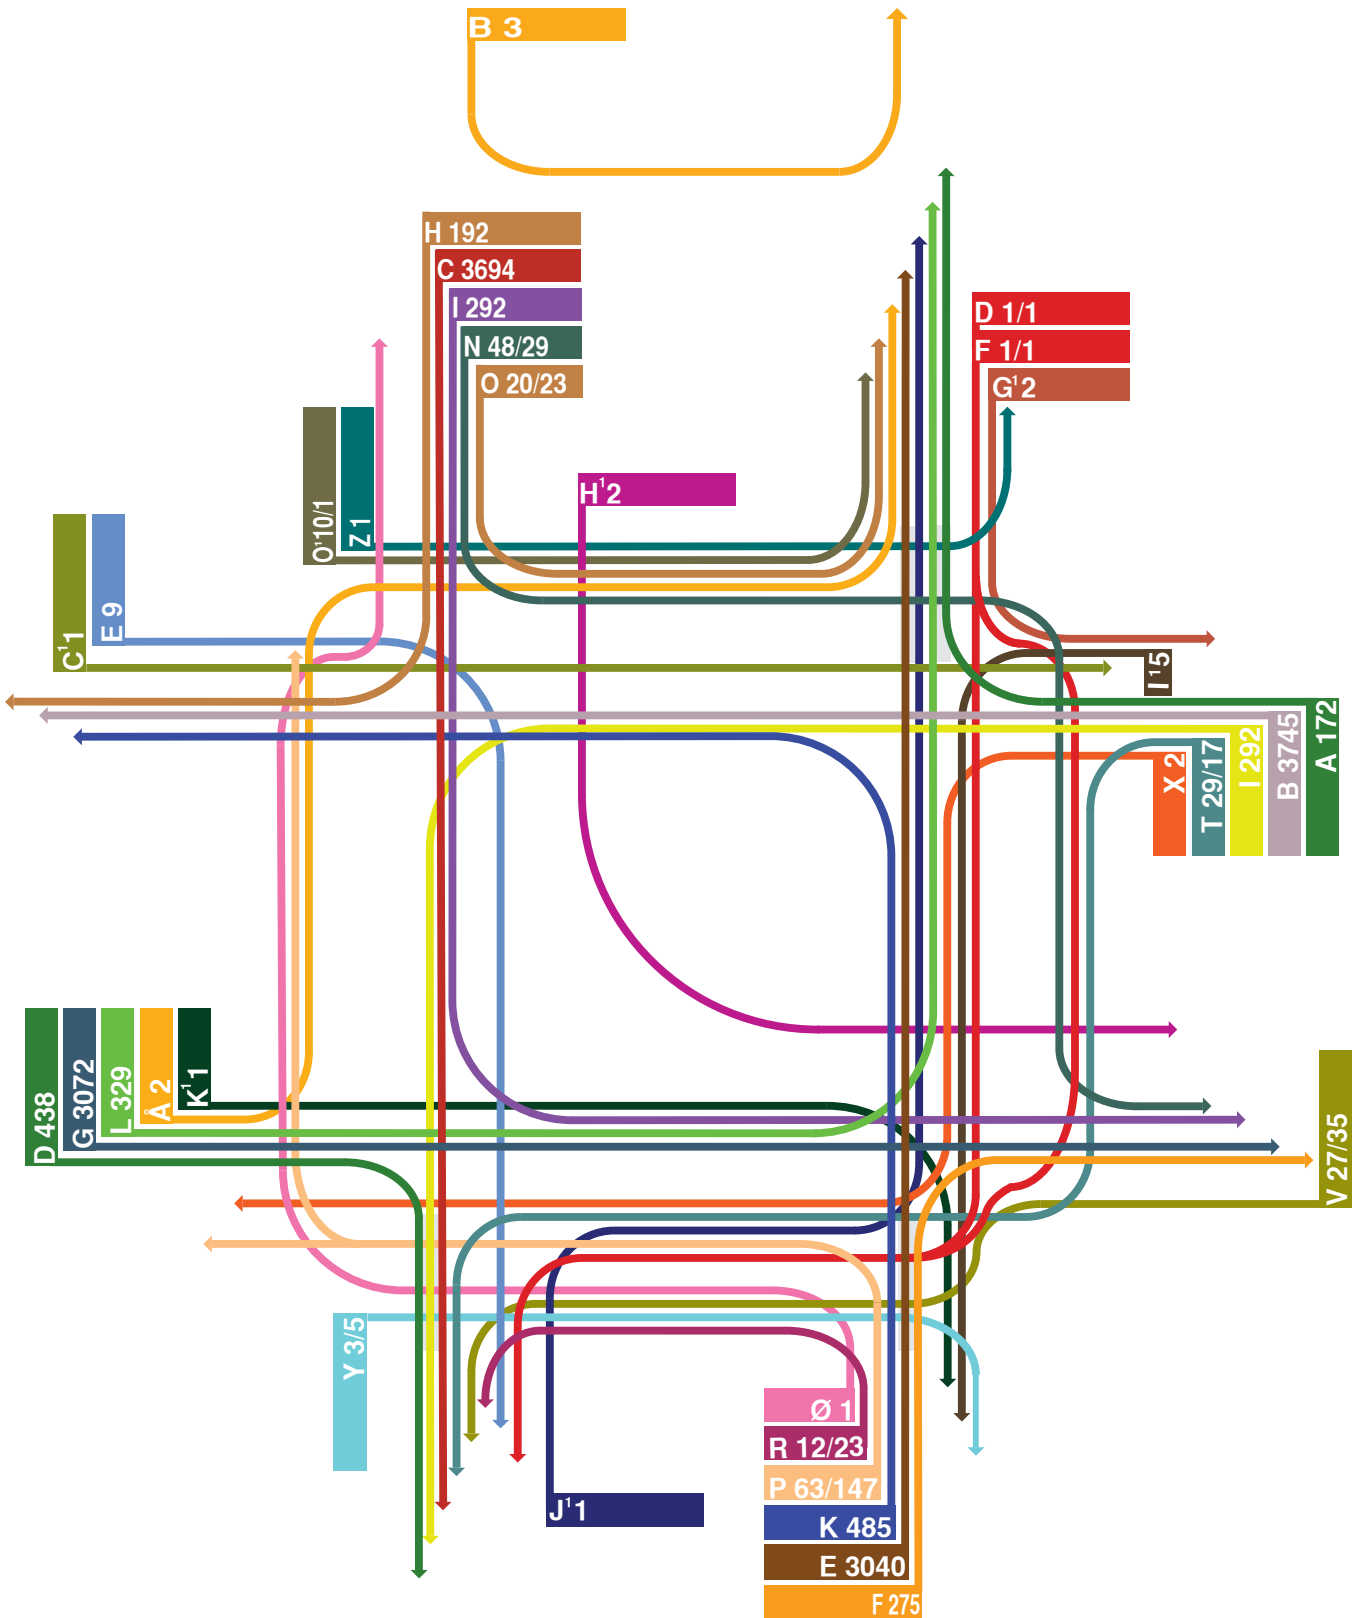 B 3
H 192
C 3694
I 292
N 48/29
O 20/23
D 1/1
F 1/1
G¹2
O¹10/1
Z 1
H¹2
C¹1
E 9
I¹5
X 2
T 29/17
I 292
B 3745
A 172
D 438
G 3072
L 329
Å 2
K¹1
V 27/35
Y 3/5
Ø 1
R 12/23
P 63/147
J¹1
K 485
E 3040
F 275